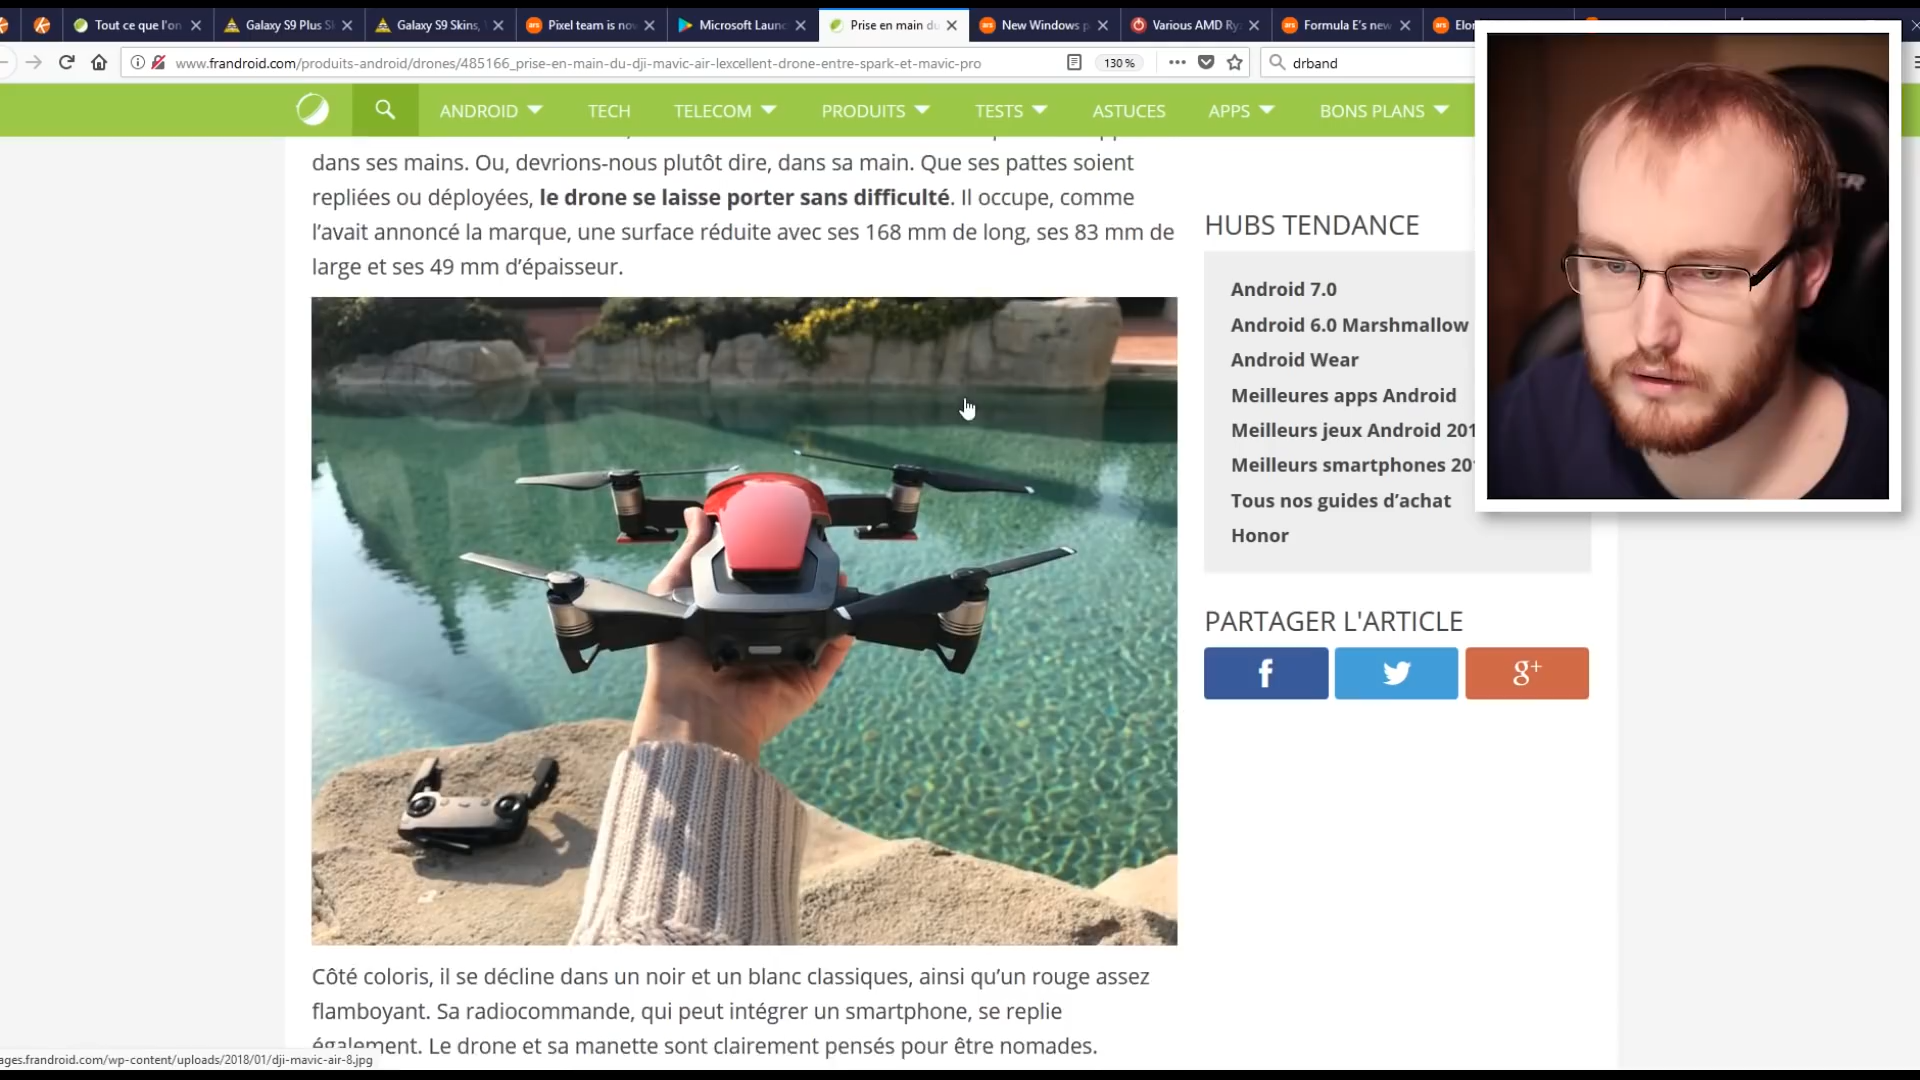 Tout ce que l'on
Galaxy S9 Plus S
Galaxy S9 Skins,
Pixel team is now
Microsoft Launc
Prise en main du
New Windows p
Various AMD Ry
Formula E's new
Elon
www.frandroid.com/produits-android/drones/485166_prise-en-main-du-dji-mavic-air-lexcellent-drone-entre-spark-et-mavic-pro
130 %
drband
ANDROID
TECH
TELECOM
PRODUITS
TESTS
ASTUCES
APPS
BONS PLANS
dans ses mains. Ou, devrions-nous plutôt dire, dans sa main. Que ses pattes soient
repliées ou déployées, le drone se laisse porter sans difficulté. Il occupe, comme
l'avait annoncé la marque, une surface réduite avec ses 168 mm de long, ses 83 mm de
large et ses 49 mm d'épaisseur.
HUBS TENDANCE
Android 7.0
Android 6.0 Marshmallow
Android Wear
Meilleures apps Android
Meilleurs jeux Android 201
Meilleurs smartphones 20
Tous nos guides d'achat
Honor
PARTAGER L'ARTICLE
f
g+
Côté coloris, il se décline dans un noir et un blanc classiques, ainsi qu'un rouge assez
flamboyant. Sa radiocommande, qui peut intégrer un smartphone, se replie
également. Le drone et sa manette sont clairement pensés pour être nomades.
ages.frandroid.com/wp-content/uploads/2018/01/dji-mavic-air-8.jpg